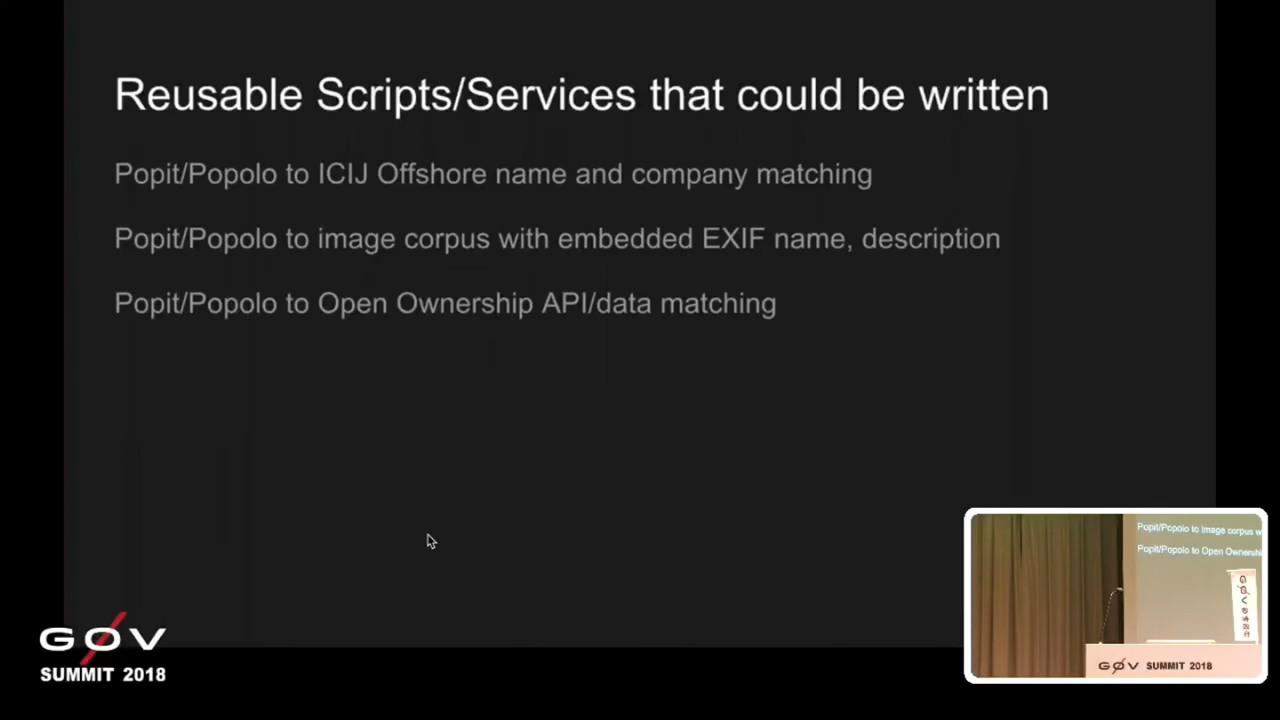 Reusable Scripts/Services that could be written
Popit/Popolo to ICIJ Offshore name and company matching
Popit/Popolo to image corpus with embedded EXIF name, description
Popit/Popolo to Open Ownership API/data matching
GØV
SUMMIT 2018
Popit/Popolo to image corpus w
Popit/Popolo to Open Ownershi
GØV SUMMIT 2018